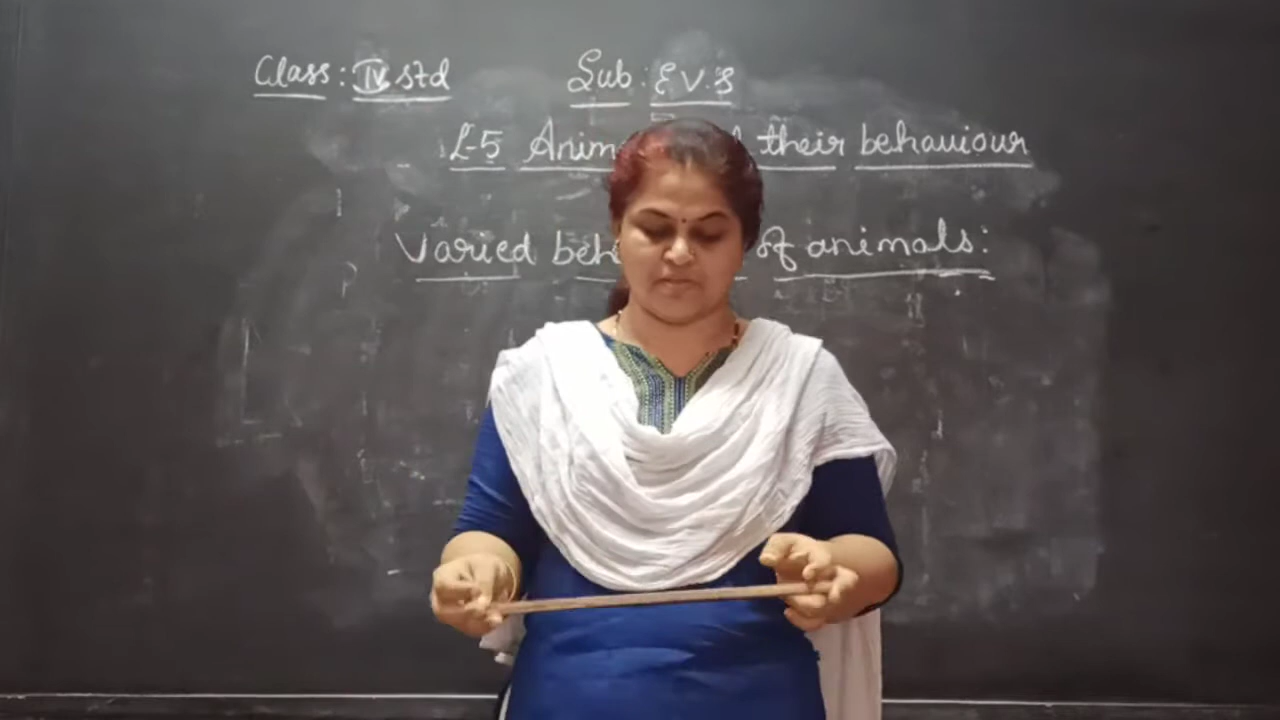 Class: IV std Sub: E.V.S
L-5 Anim their behaviour
Varied beh of animals: